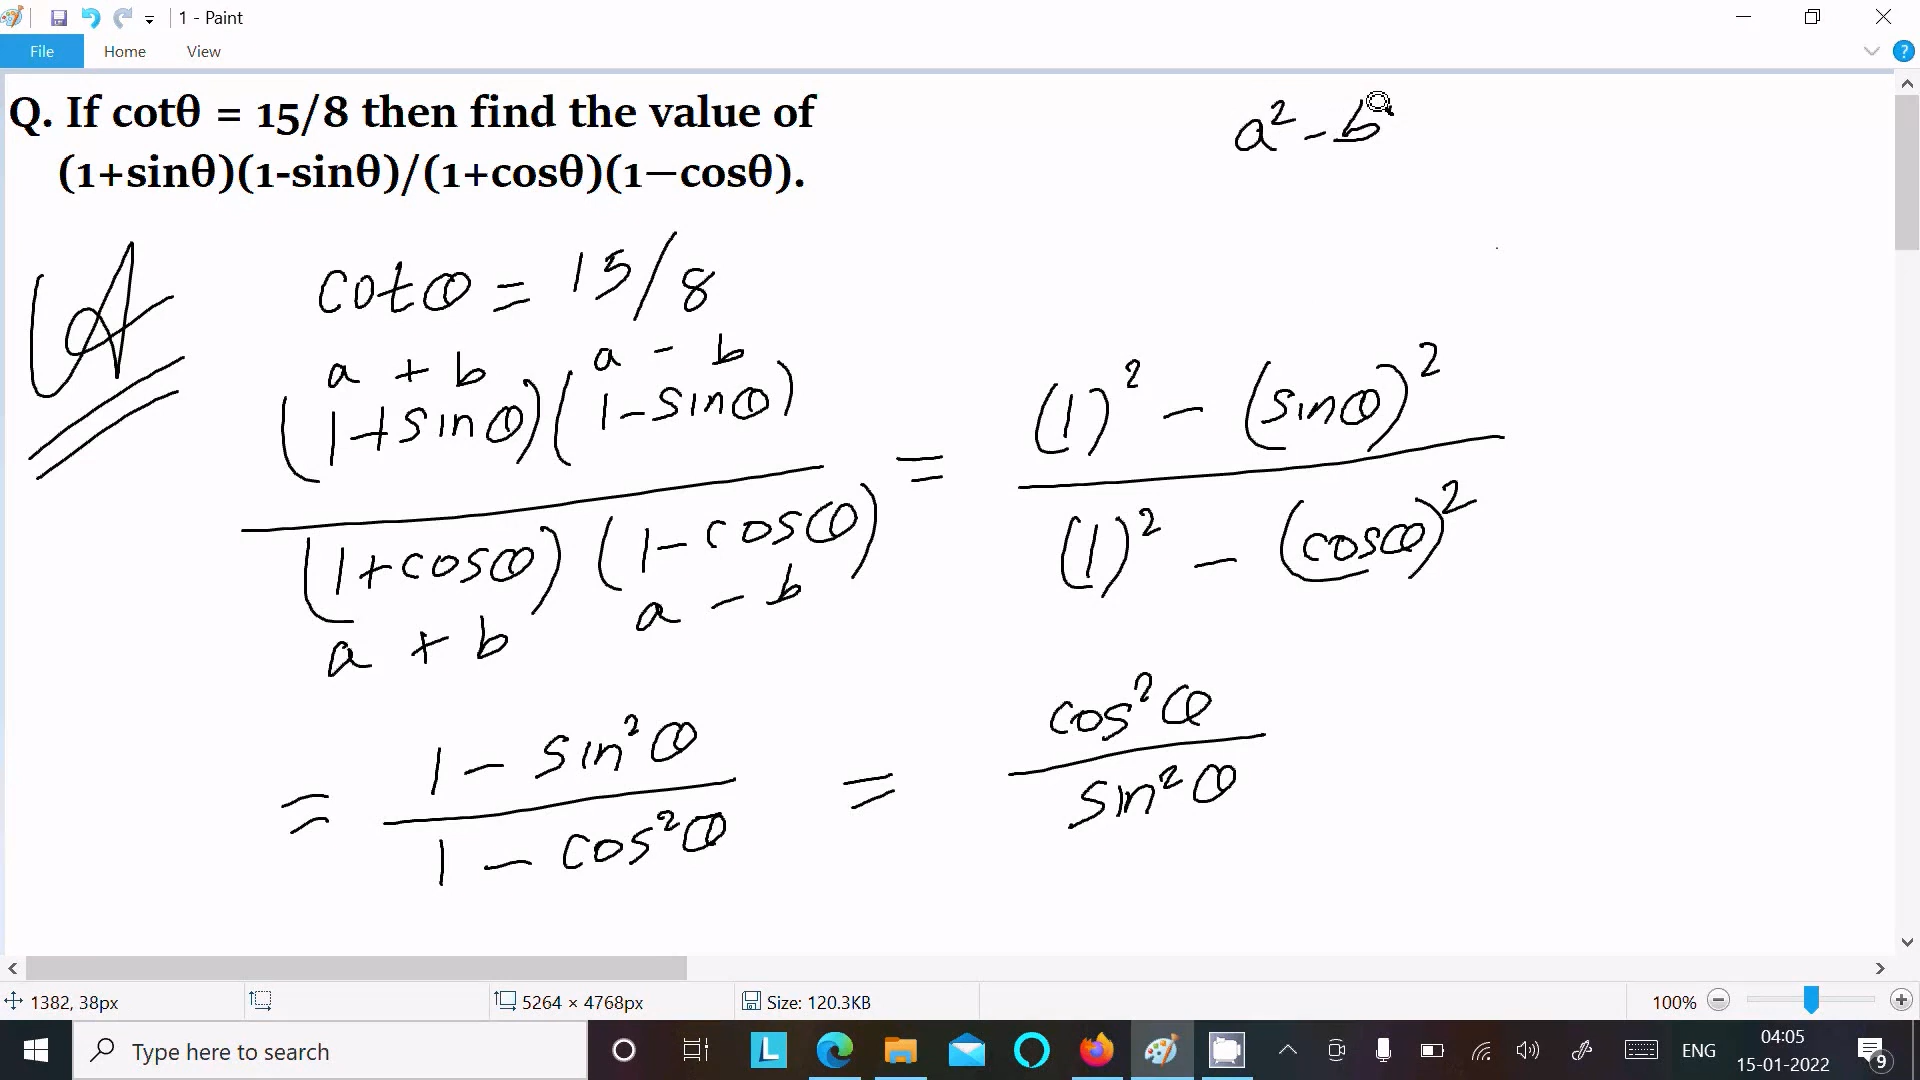 1 - Paint
File Home View
Q. If cotθ = 15/8 then find the value of
(1+sinθ)(1-sinθ)/(1+cosθ)(1−cosθ).
a² - b
A
cotθ = 15/8
a + b a - b
(1+sinθ)(1-sinθ) = (1)² - (sinθ)²
(1+cosθ)(1-cosθ) (1)² - (cosθ)²
a + b a - b
= 1 - sin²θ = cos²θ
1 - cos²θ sin²θ
1382, 38px 5264 × 4768px Size: 120.3KB 100%
Type here to search ENG 04:05
15-01-2022 9